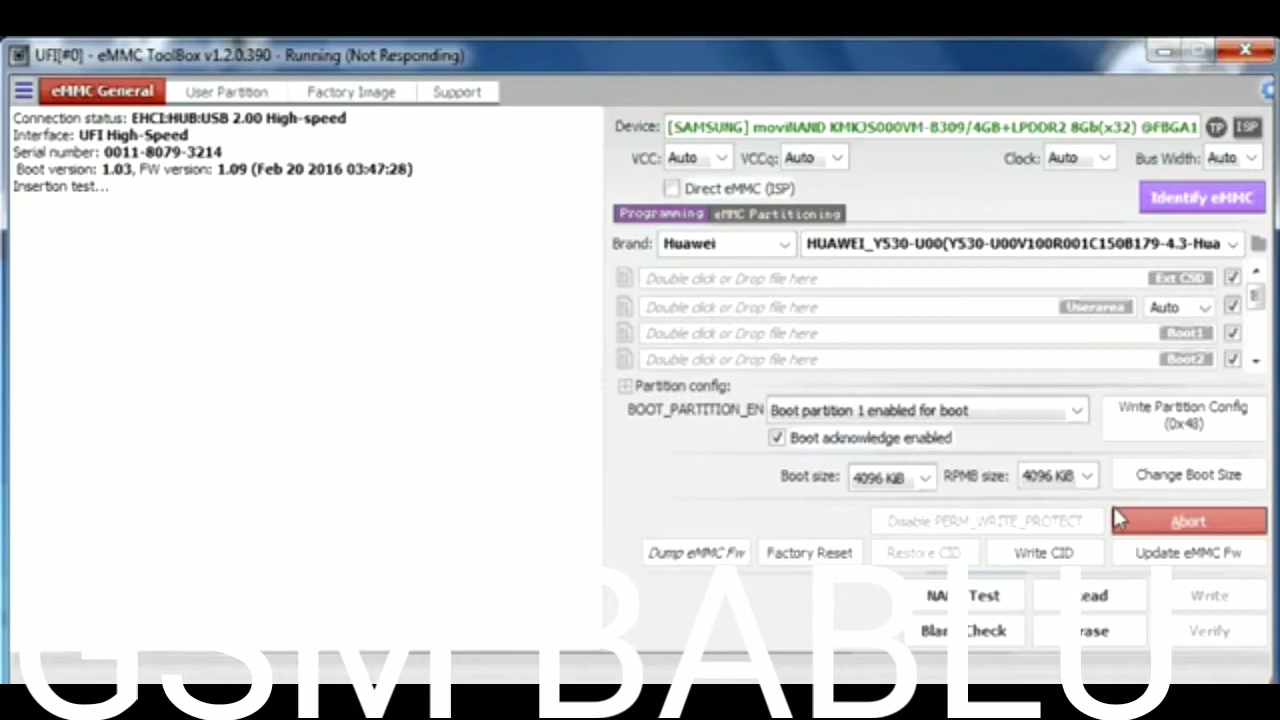 UFI[#0] - eMMC ToolBox v1.2.0.390 - Running (Not Responding)
eMMC General User Partition Factory Image Support
Connection status: EHCI:HUB:USB 2.00 High-speed
Interface: UFI High-Speed
Serial number: 0011-8079-3214
Boot version: 1.03, FW version: 1.09 (Feb 20 2016 03:47:28)
Insertion test...
Device: [SAMSUNG] moviNAND KMKJS000VM-B309/4GB+LPDDR2 8Gb(x32) @FBGA1 TP ISP
VCC: Auto VCCq: Auto Clock: Auto Bus Width: Auto
Direct eMMC (ISP)
Identify eMMC
Programming eMMC Partitioning
Brand: Huawei HUAWEI_Y530-U00(Y530-U00V100R001C150B179-4.3-Hua
Double click or Drop file here Ext CSD
Double click or Drop file here Userarea Auto
Double click or Drop file here Boot1
Double click or Drop file here Boot2
Partition config:
BOOT_PARTITION_EN Boot partition 1 enabled for boot
Write Partition Config (0x48)
Boot acknowledge enabled
Boot size: 4096 KiB RPMB size: 4096 KiB Change Boot Size
Disable PERM_WRITE_PROTECT Abort
Dump eMMC Fw Factory Reset Restore CID Write CID Update eMMC Fw
Test Write
Verify
GSM BABLU